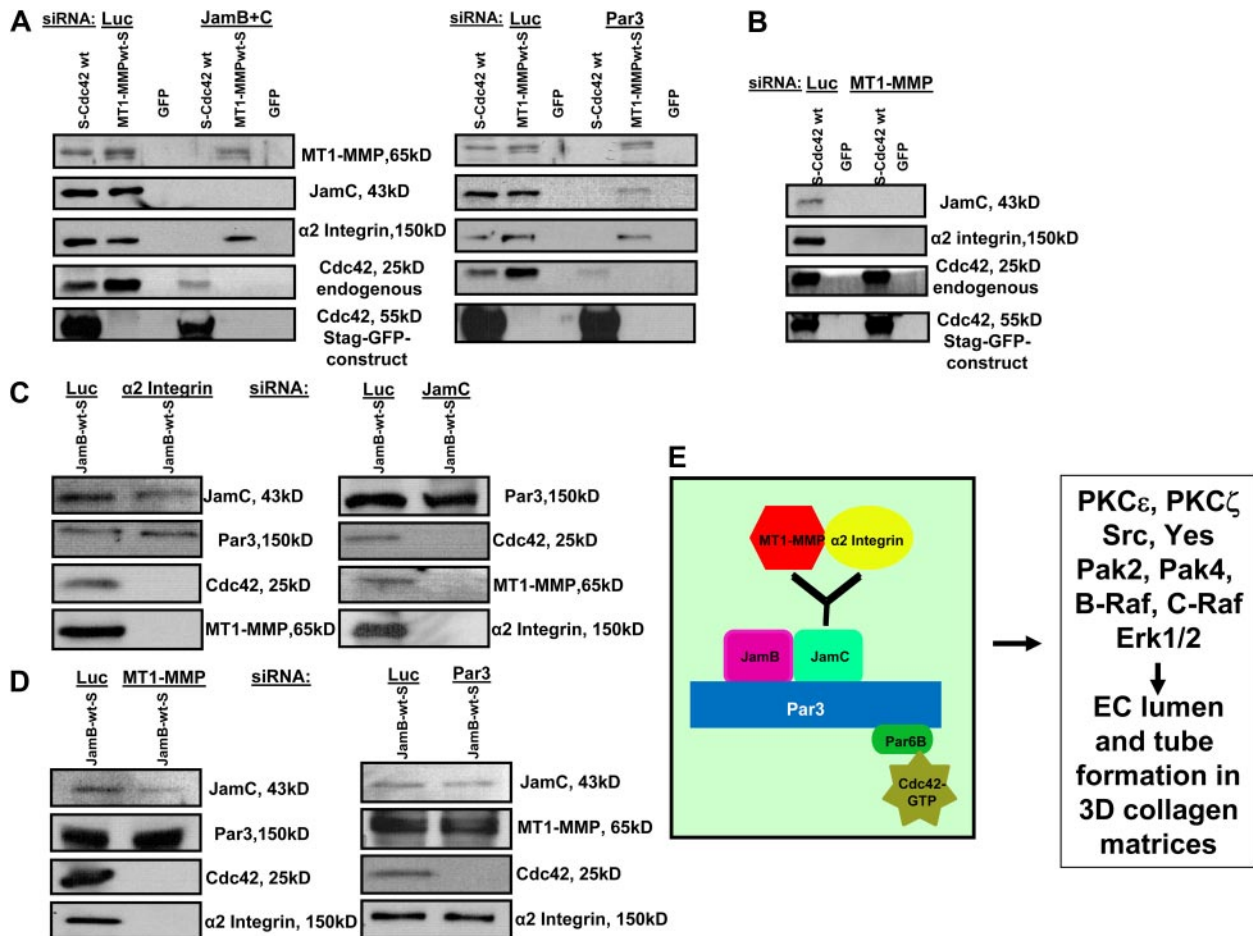 A
siRNA: Luc JamB+C
S-Cdc42 wt
MT1-MMPwt-S
GFP
S-Cdc42 wt
MT1-MMPwt-S
GFP
MT1-MMP,65kD
JamC, 43kD
α2 Integrin,150kD
Cdc42, 25kD
endogenous
Cdc42, 55kD
Stag-GFP-
construct
siRNA: Luc Par3
S-Cdc42 wt
MT1-MMPwt-S
GFP
S-Cdc42 wt
MT1-MMPwt-S
GFP
B
siRNA: Luc MT1-MMP
S-Cdc42 wt
GFP
S-Cdc42 wt
GFP
JamC, 43kD
α2 integrin,150kD
Cdc42, 25kD
endogenous
Cdc42, 55kD
Stag-GFP-
construct
C
Luc α2 Integrin siRNA: Luc JamC
JamB-wt-S
JamB-wt-S
JamB-wt-S
JamB-wt-S
JamC, 43kD
Par3,150kD
Cdc42, 25kD
MT1-MMP,65kD
Par3,150kD
Cdc42, 25kD
MT1-MMP,65kD
α2 Integrin, 150kD
D
Luc MT1-MMP siRNA: Luc Par3
JamB-wt-S
JamB-wt-S
JamB-wt-S
JamB-wt-S
JamC, 43kD
Par3,150kD
Cdc42, 25kD
α2 Integrin, 150kD
JamC, 43kD
MT1-MMP, 65kD
Cdc42, 25kD
α2 Integrin, 150kD
E
MT1-MMP
α2 Integrin
JamB
JamC
Par3
Par6B
Cdc42-
GTP
PKCε, PKCζ
Src, Yes
Pak2, Pak4,
B-Raf, C-Raf
Erk1/2
EC lumen
and tube
formation in
3D collagen
matrices